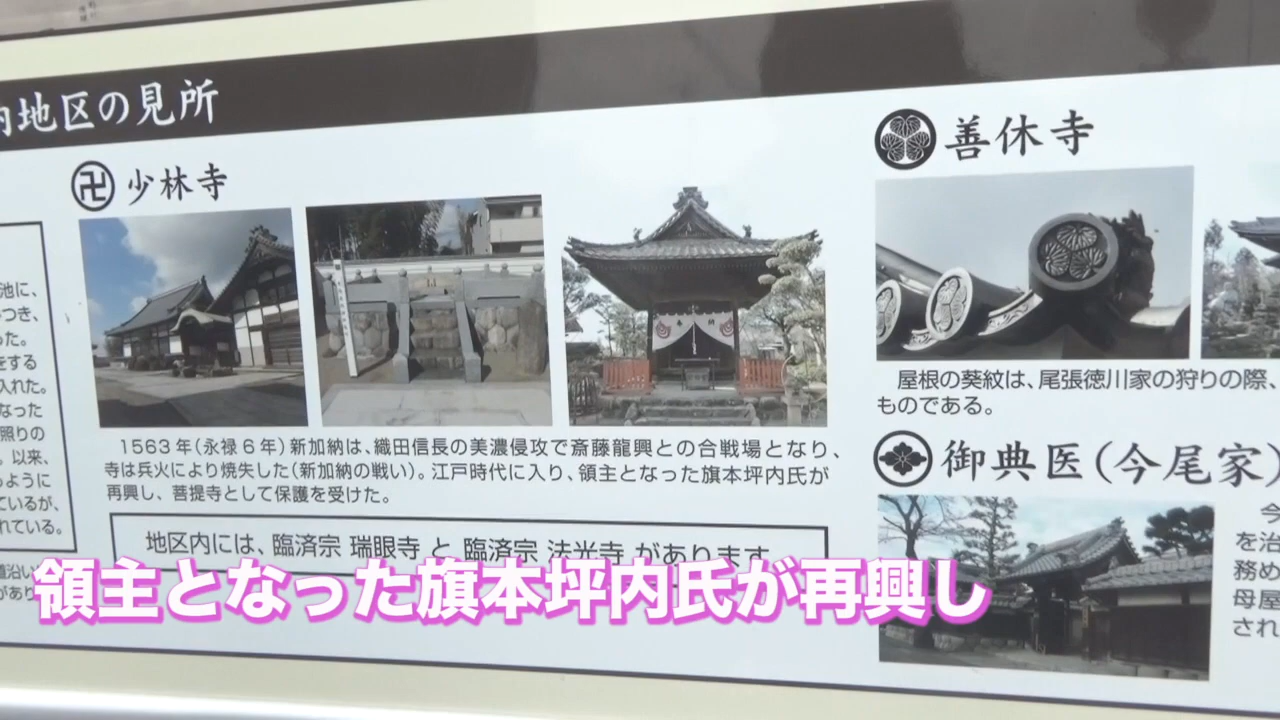 内地区の見所
少林寺
1563年(永禄6年)新加納は、織田信長の美濃侵攻で斎藤龍興との合戦場となり、
寺は兵火により焼失した(新加納の戦い)。江戸時代に入り、領主となった旗本坪内氏が
再興し、菩提寺として保護を受けた。
地区内には、臨済宗 瑞眼寺 と 臨済宗 法光寺 があります
善休寺
屋根の葵紋は、尾張徳川家の狩りの際、
ものである。
御典医(今尾家)
今
を治
務め
母屋
され
池に、
つき、
った。
をする
入れた。
なった
照りの
。以来、
ように
ているが、
れている。
道沿い
があり
領主となった旗本坪内氏が再興し